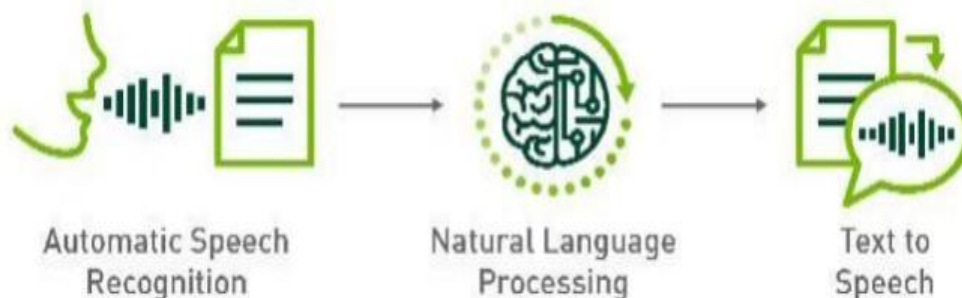 Automatic Speech
Recognition
Natural Language
Processing
Text to
Speech